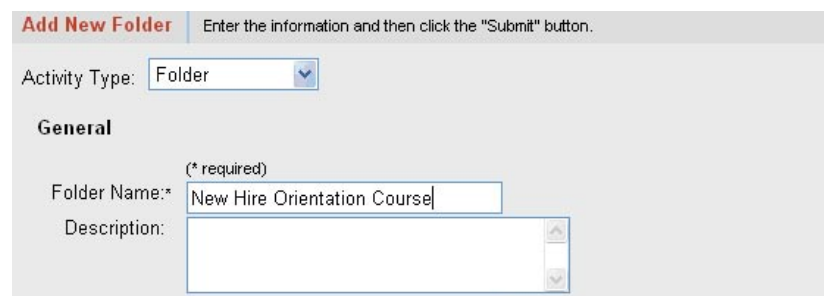 Add New Folder Enter the information and then click the "Submit" button.
Activity Type: Folder
General
(* required)
Folder Name:* New Hire Orientation Course
Description: